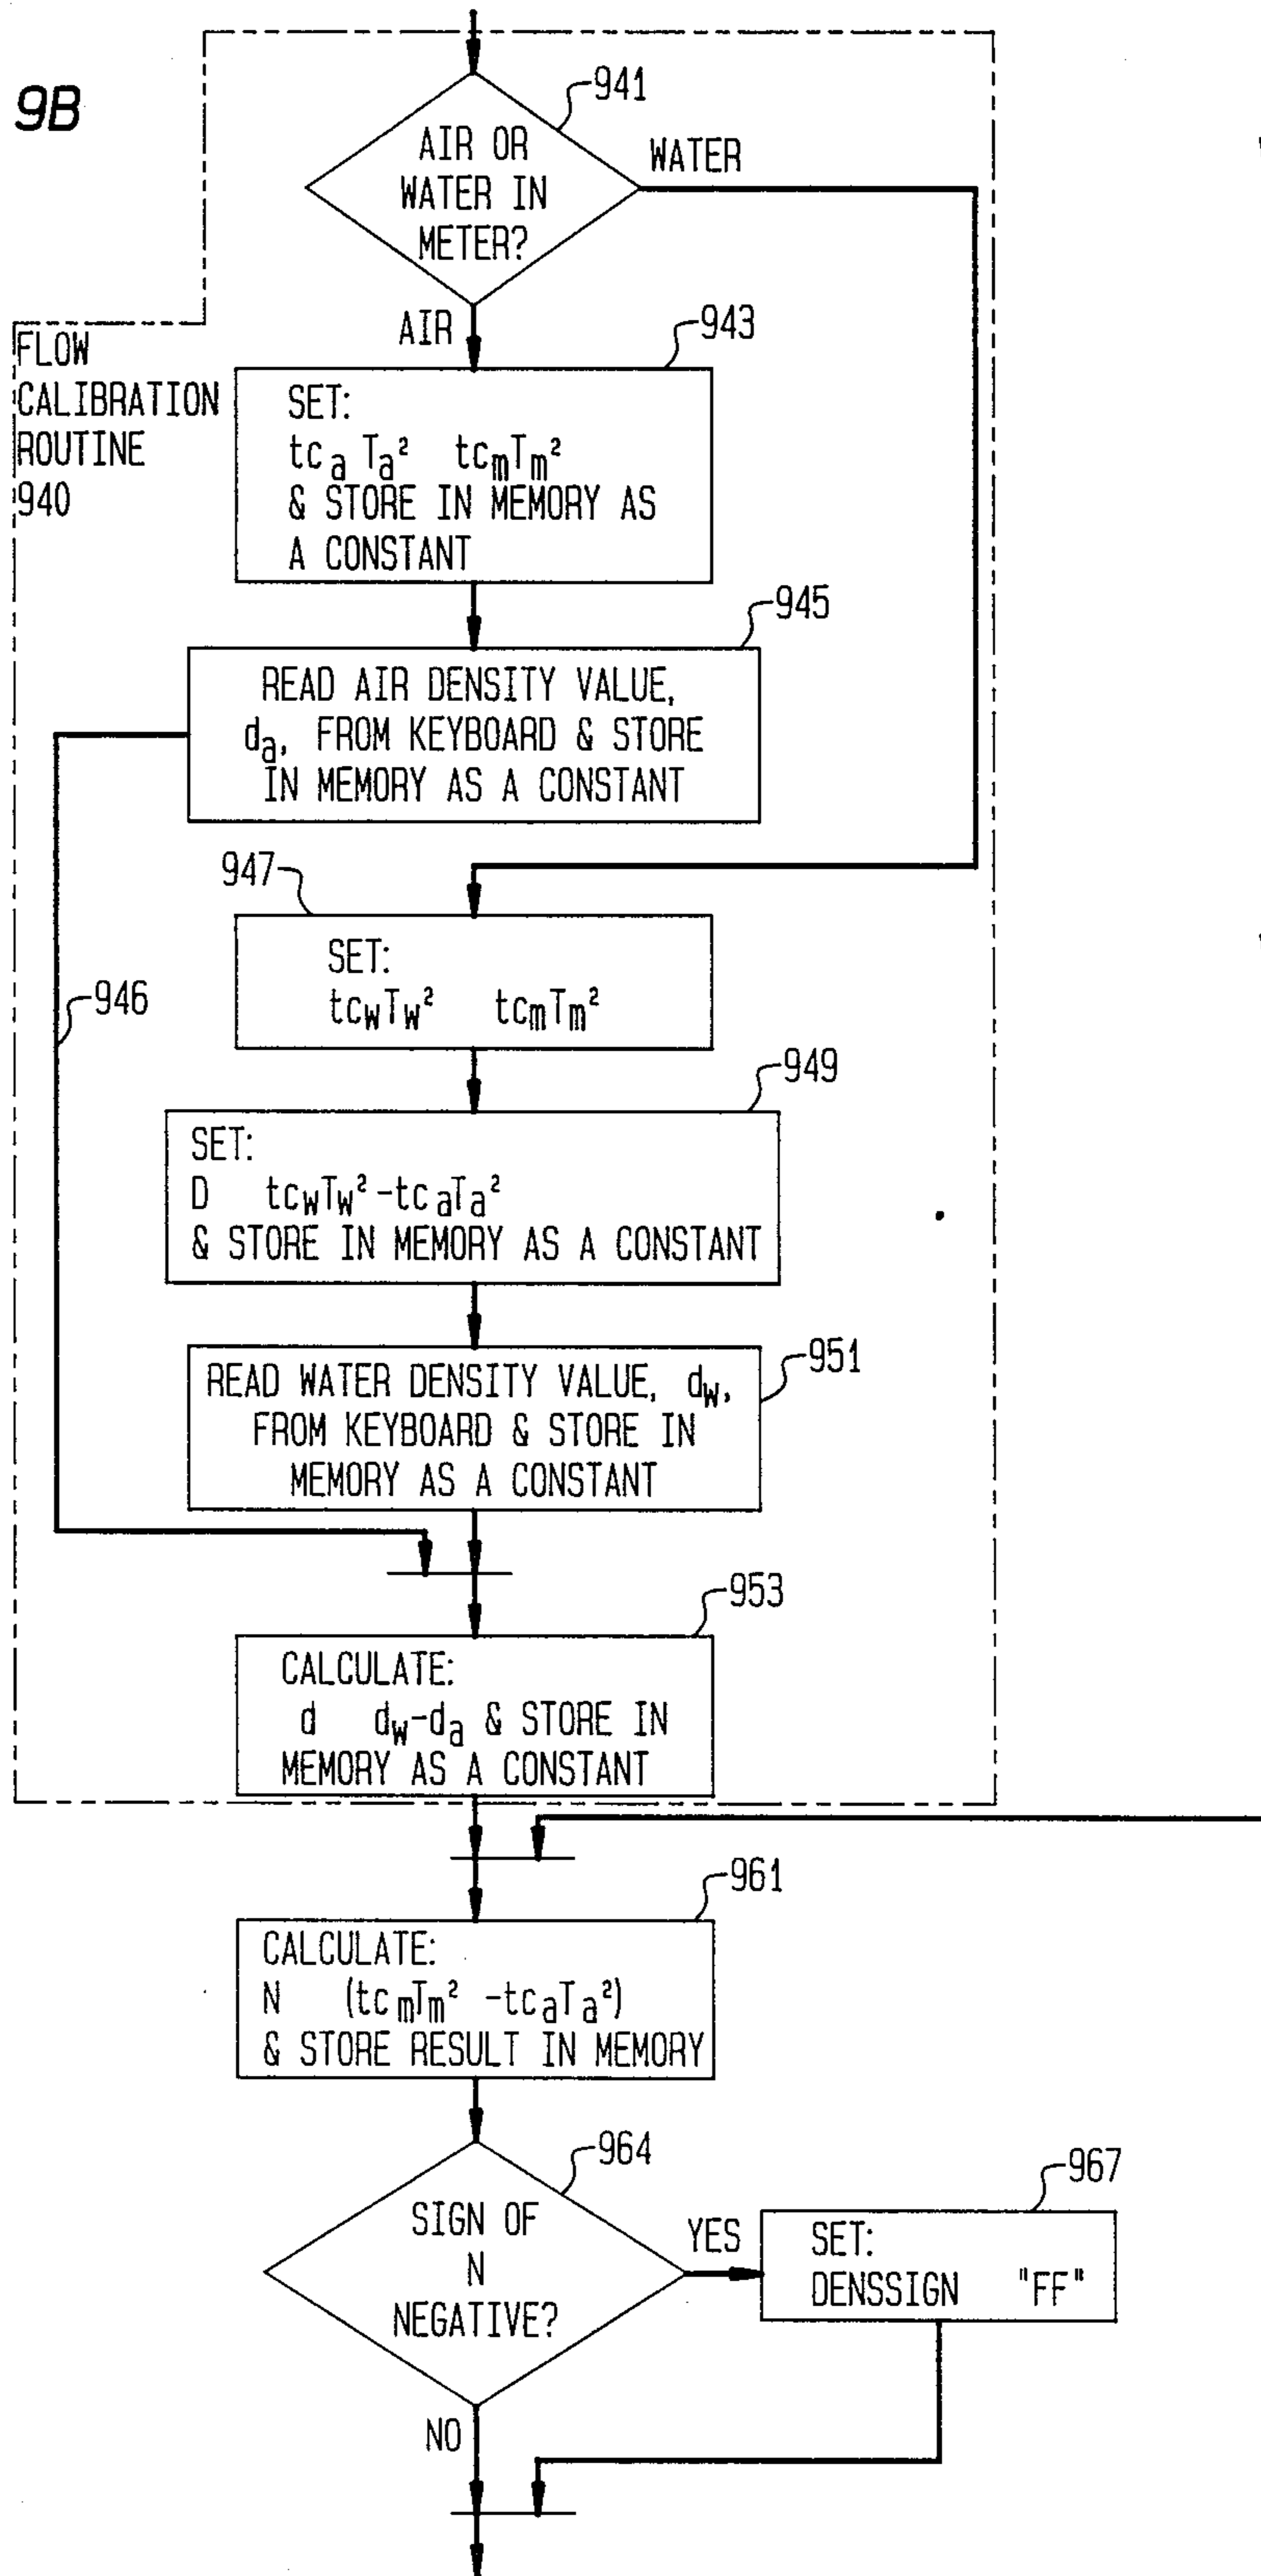 9B
941
AIR OR
WATER IN
METER?
WATER
AIR
FLOW
CALIBRATION
ROUTINE
940
943
SET:
tcₐ Tₐ² tcₘTₘ²
& STORE IN MEMORY AS
A CONSTANT
945
READ AIR DENSITY VALUE,
dₐ, FROM KEYBOARD & STORE
IN MEMORY AS A CONSTANT
946
947
SET:
tc_wT_w² tcₘTₘ²
949
SET:
D tc_wT_w²-tcₐTₐ²
& STORE IN MEMORY AS A CONSTANT
951
READ WATER DENSITY VALUE, d_w,
FROM KEYBOARD & STORE IN
MEMORY AS A CONSTANT
953
CALCULATE:
d d_w-dₐ & STORE IN
MEMORY AS A CONSTANT
961
CALCULATE:
N (tcₘTₘ² -tcₐTₐ²)
& STORE RESULT IN MEMORY
964
SIGN OF
N
NEGATIVE?
YES
NO
967
SET:
DENSSIGN "FF"